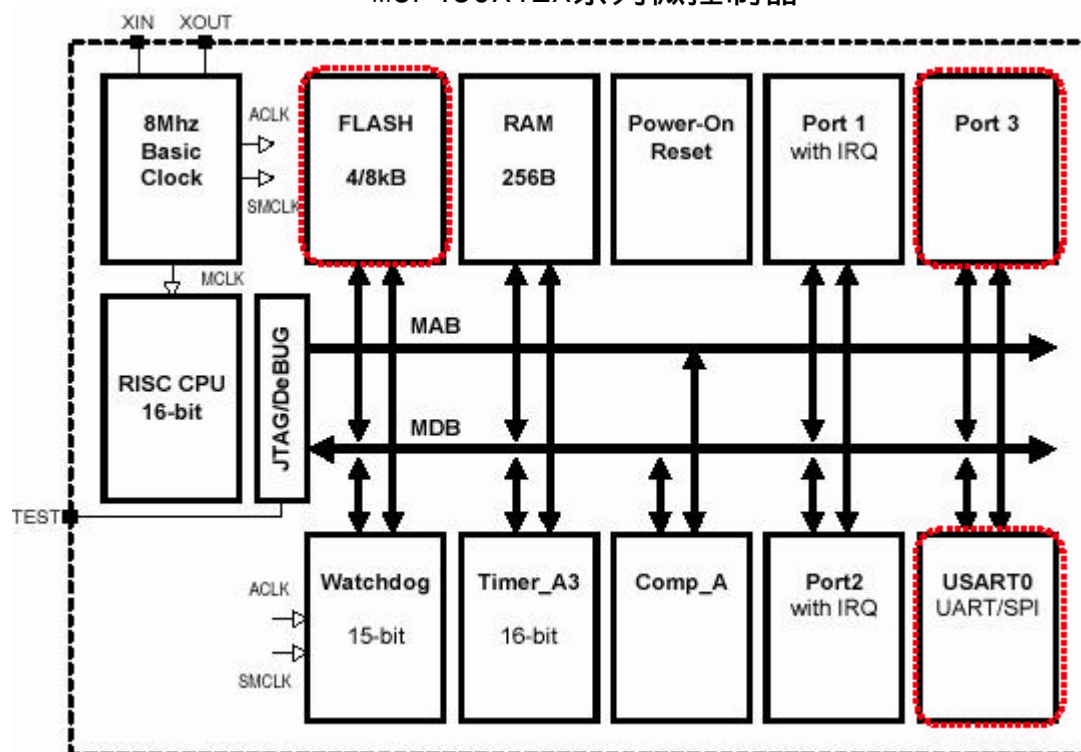 XIN XOUT
8Mhz
Basic
Clock
ACLK
SMCLK
MCLK
FLASH
4/8kB
RAM
256B
Power-On
Reset
Port 1
with IRQ
Port 3
RISC CPU
16-bit
JTAG/DeBUG
MAB
MDB
TEST
ACLK
SMCLK
Watchdog
15-bit
Timer_A3
16-bit
Comp_A
Port2
with IRQ
USART0
UART/SPI